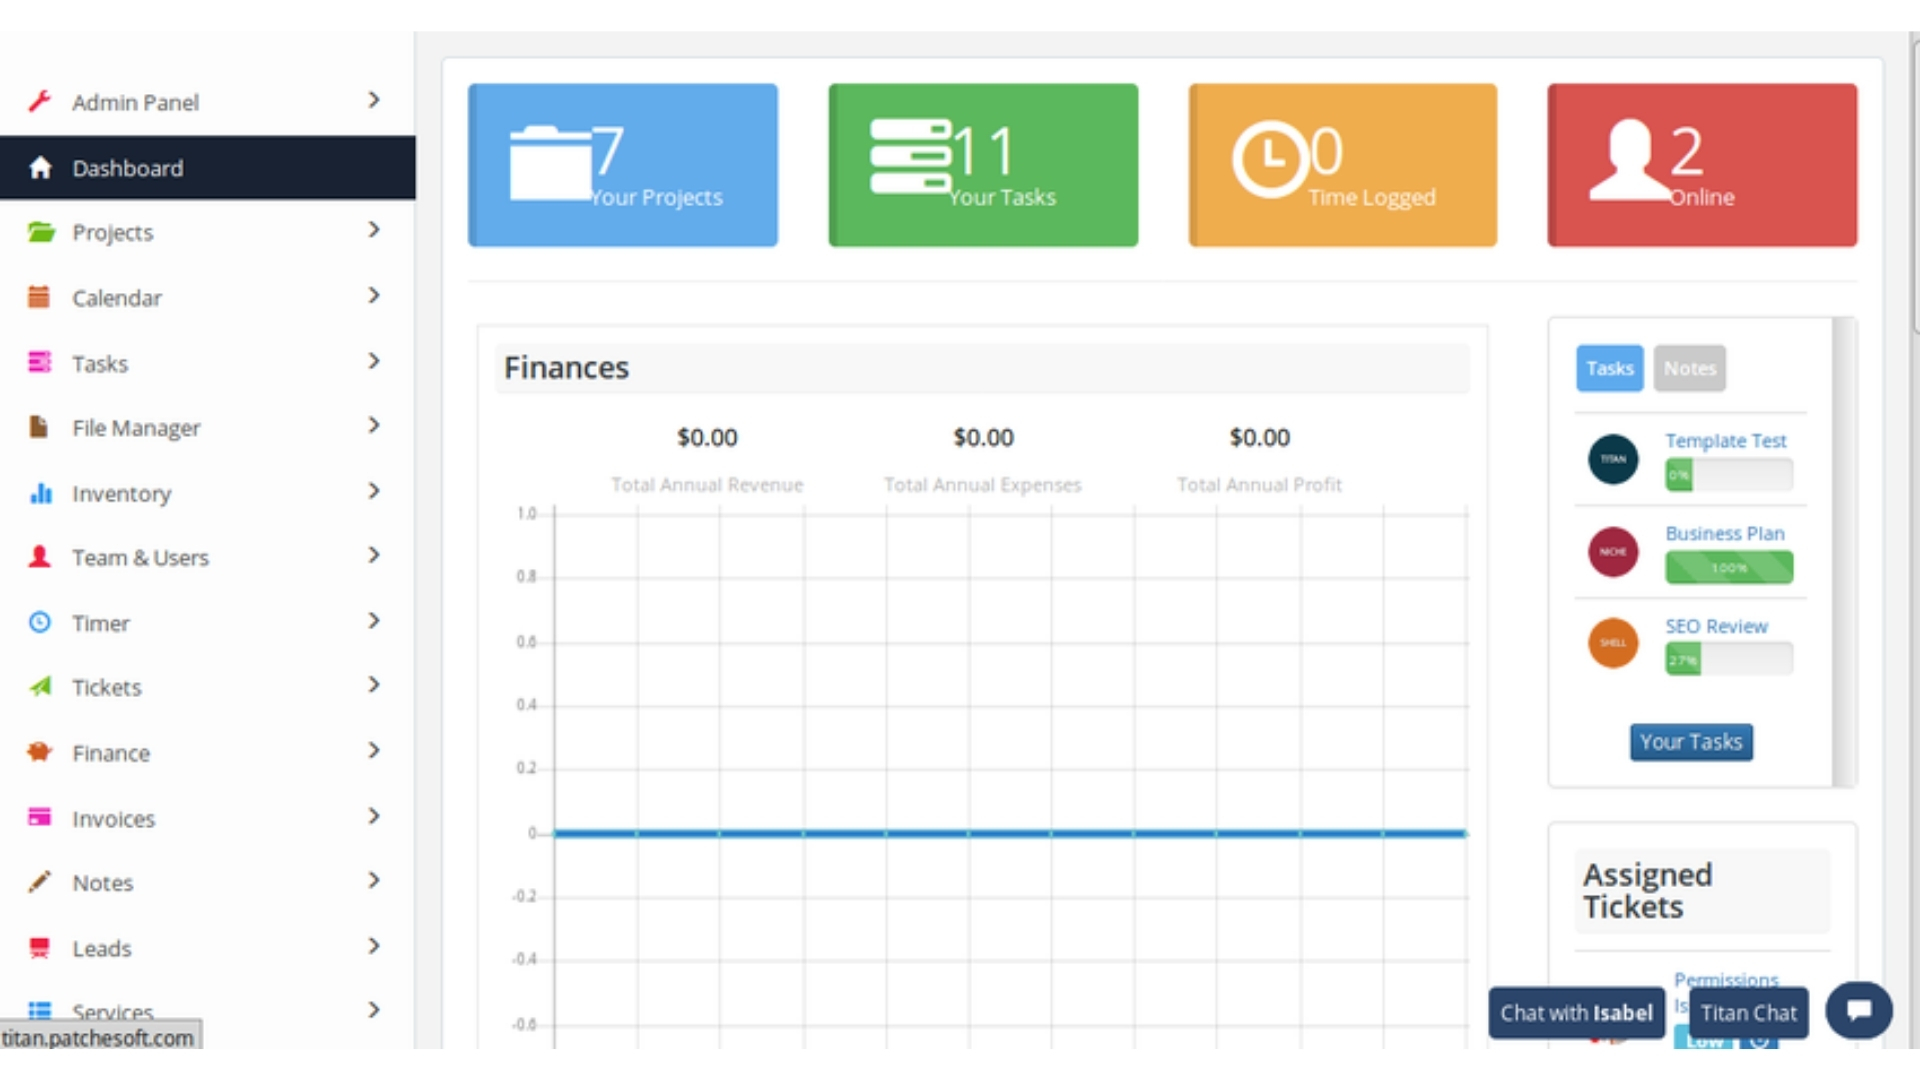 Admin Panel
Dashboard
Projects
Calendar
Tasks
File Manager
Inventory
Team & Users
Timer
Tickets
Finance
Invoices
Notes
Leads
Services
titan.patchesoft.com
7
Your Projects
11
Your Tasks
0
Time Logged
2
Online
Finances
$0.00
Total Annual Revenue
$0.00
Total Annual Expenses
$0.00
Total Annual Profit
1.0
0.8
0.6
0.4
0.2
0
-0.2
-0.4
-0.6
Tasks
Notes
TITAN
Template Test
0%
NICHE
Business Plan
100%
SHELL
SEO Review
27%
Your Tasks
Assigned
Tickets
Permissions
Is
Low
Chat with Isabel
Titan Chat